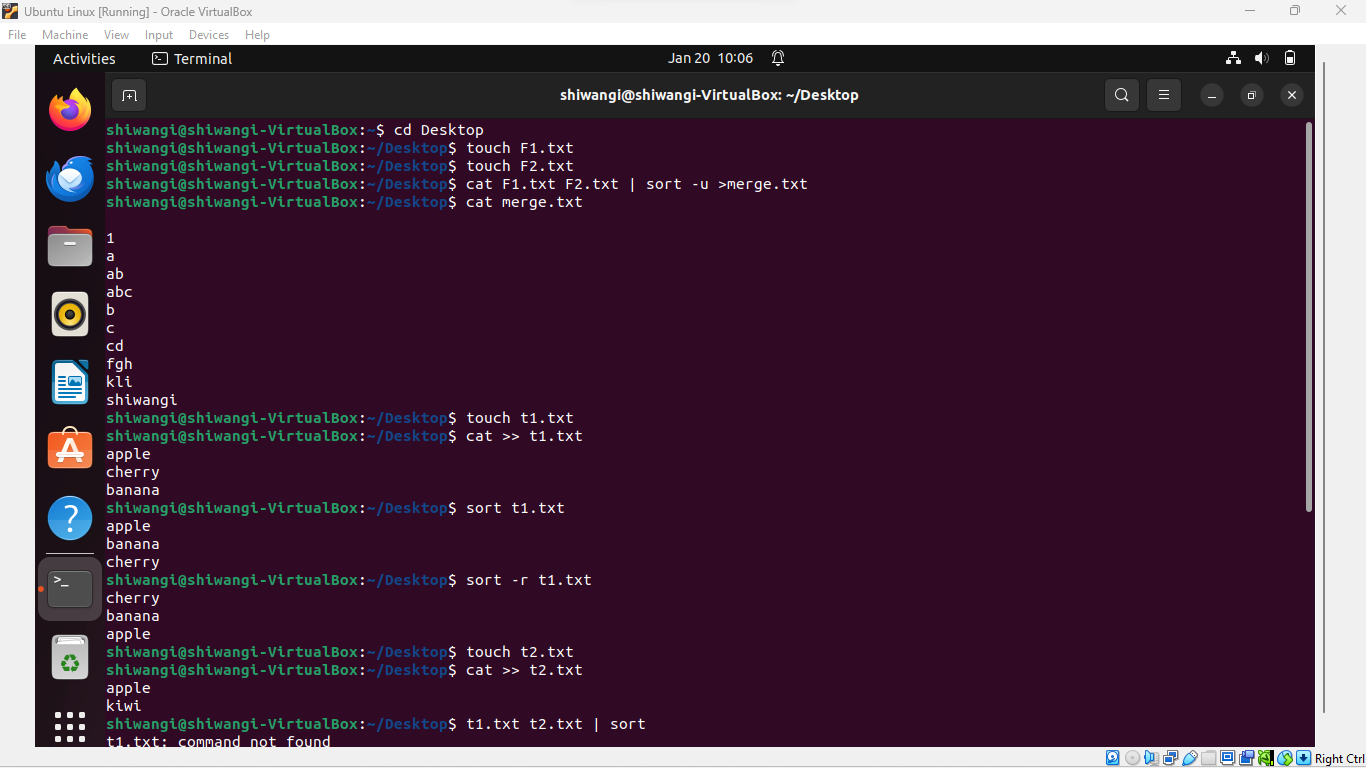 Ubuntu Linux [Running] - Oracle VirtualBox
File Machine View Input Devices Help
Activities Terminal Jan 20 10:06
shiwangi@shiwangi-VirtualBox: ~/Desktop
shiwangi@shiwangi-VirtualBox:~$ cd Desktop
shiwangi@shiwangi-VirtualBox:~/Desktop$ touch F1.txt
shiwangi@shiwangi-VirtualBox:~/Desktop$ touch F2.txt
shiwangi@shiwangi-VirtualBox:~/Desktop$ cat F1.txt F2.txt | sort -u >merge.txt
shiwangi@shiwangi-VirtualBox:~/Desktop$ cat merge.txt
1
a
ab
abc
b
c
cd
fgh
kli
shiwangi
shiwangi@shiwangi-VirtualBox:~/Desktop$ touch t1.txt
shiwangi@shiwangi-VirtualBox:~/Desktop$ cat >> t1.txt
apple
cherry
banana
shiwangi@shiwangi-VirtualBox:~/Desktop$ sort t1.txt
apple
banana
cherry
shiwangi@shiwangi-VirtualBox:~/Desktop$ sort -r t1.txt
cherry
banana
apple
shiwangi@shiwangi-VirtualBox:~/Desktop$ touch t2.txt
shiwangi@shiwangi-VirtualBox:~/Desktop$ cat >> t2.txt
apple
kiwi
shiwangi@shiwangi-VirtualBox:~/Desktop$ t1.txt t2.txt | sort
t1.txt: command not found
Right Ctrl